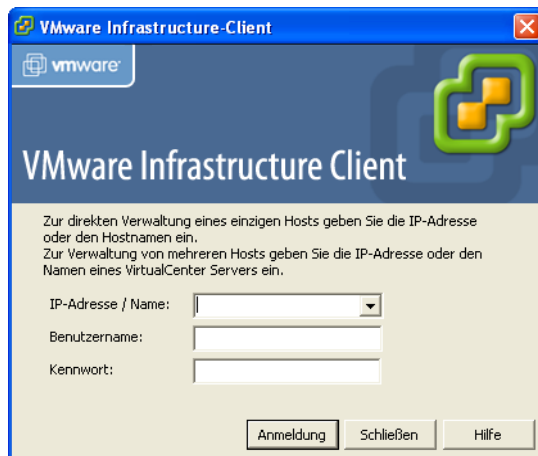 VMware Infrastructure-Client
vmware
VMware Infrastructure Client
Zur direkten Verwaltung eines einzigen Hosts geben Sie die IP-Adresse
oder den Hostnamen ein.
Zur Verwaltung von mehreren Hosts geben Sie die IP-Adresse oder den
Namen eines VirtualCenter Servers ein.
IP-Adresse / Name:
Benutzername:
Kennwort:
Anmeldung Schließen Hilfe